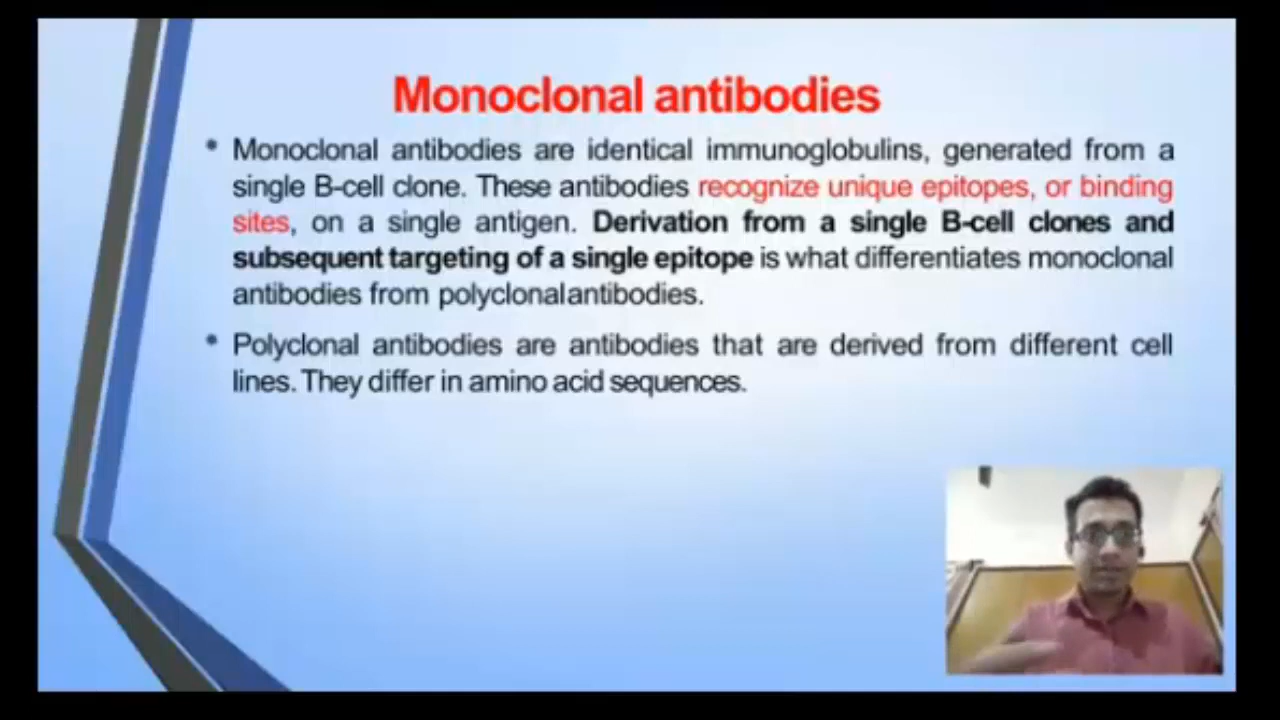 Monoclonal antibodies
• Monoclonal antibodies are identical immunoglobulins, generated from a
single B-cell clone. These antibodies recognize unique epitopes, or binding
sites, on a single antigen. Derivation from a single B-cell clones and
subsequent targeting of a single epitope is what differentiates monoclonal
antibodies from polyclonalantibodies.
• Polyclonal antibodies are antibodies that are derived from different cell
lines. They differ in amino acid sequences.